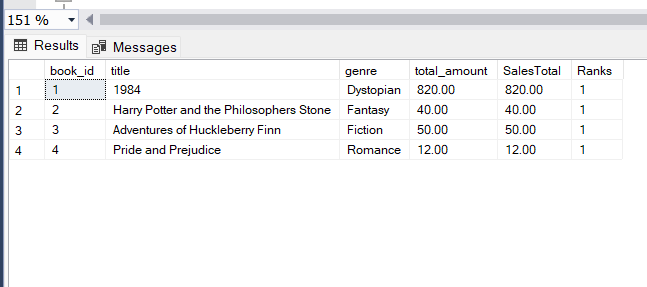 151 %
Results Messages
book_id title genre total_amount SalesTotal Ranks
1 1 1984 Dystopian 820.00 820.00 1
2 2 Harry Potter and the Philosophers Stone Fantasy 40.00 40.00 1
3 3 Adventures of Huckleberry Finn Fiction 50.00 50.00 1
4 4 Pride and Prejudice Romance 12.00 12.00 1